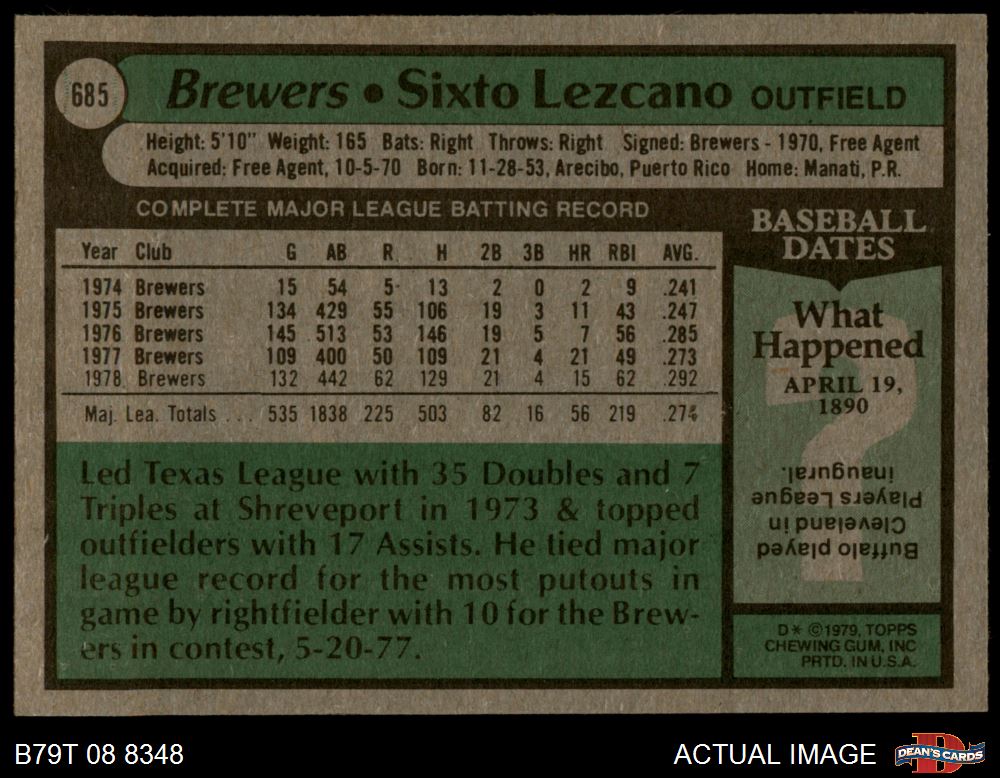 685
Brewers • Sixto Lezcano OUTFIELD
Height: 5'10" Weight: 165 Bats: Right Throws: Right Signed: Brewers - 1970, Free Agent
Acquired: Free Agent, 10-5-70 Born: 11-28-53, Arecibo, Puerto Rico Home: Manati, P.R.
COMPLETE MAJOR LEAGUE BATTING RECORD
Year Club G AB R H 2B 3B HR RBI AVG.
1974 Brewers 15 54 5 13 2 0 2 9 .241
1975 Brewers 134 429 55 106 19 3 11 43 .247
1976 Brewers 145 513 53 146 19 5 7 56 .285
1977 Brewers 109 400 50 109 21 4 21 49 .273
1978 Brewers 132 442 62 129 21 4 15 62 .292
Maj. Lea. Totals . . . 535 1838 225 503 82 16 56 219 .274
Led Texas League with 35 Doubles and 7
Triples at Shreveport in 1973 & topped
outfielders with 17 Assists. He tied major
league record for the most putouts in
game by rightfielder with 10 for the Brew-
ers in contest, 5-20-77.
BASEBALL
DATES
What
Happened
APRIL 19,
1890
?
Buffalo played
Cleveland in
Players League
inaugural.
D* ©1979, TOPPS
CHEWING GUM, INC
PRTD. IN U.S.A.
B79T 08 8348
ACTUAL IMAGE
DEAN'S CARDS